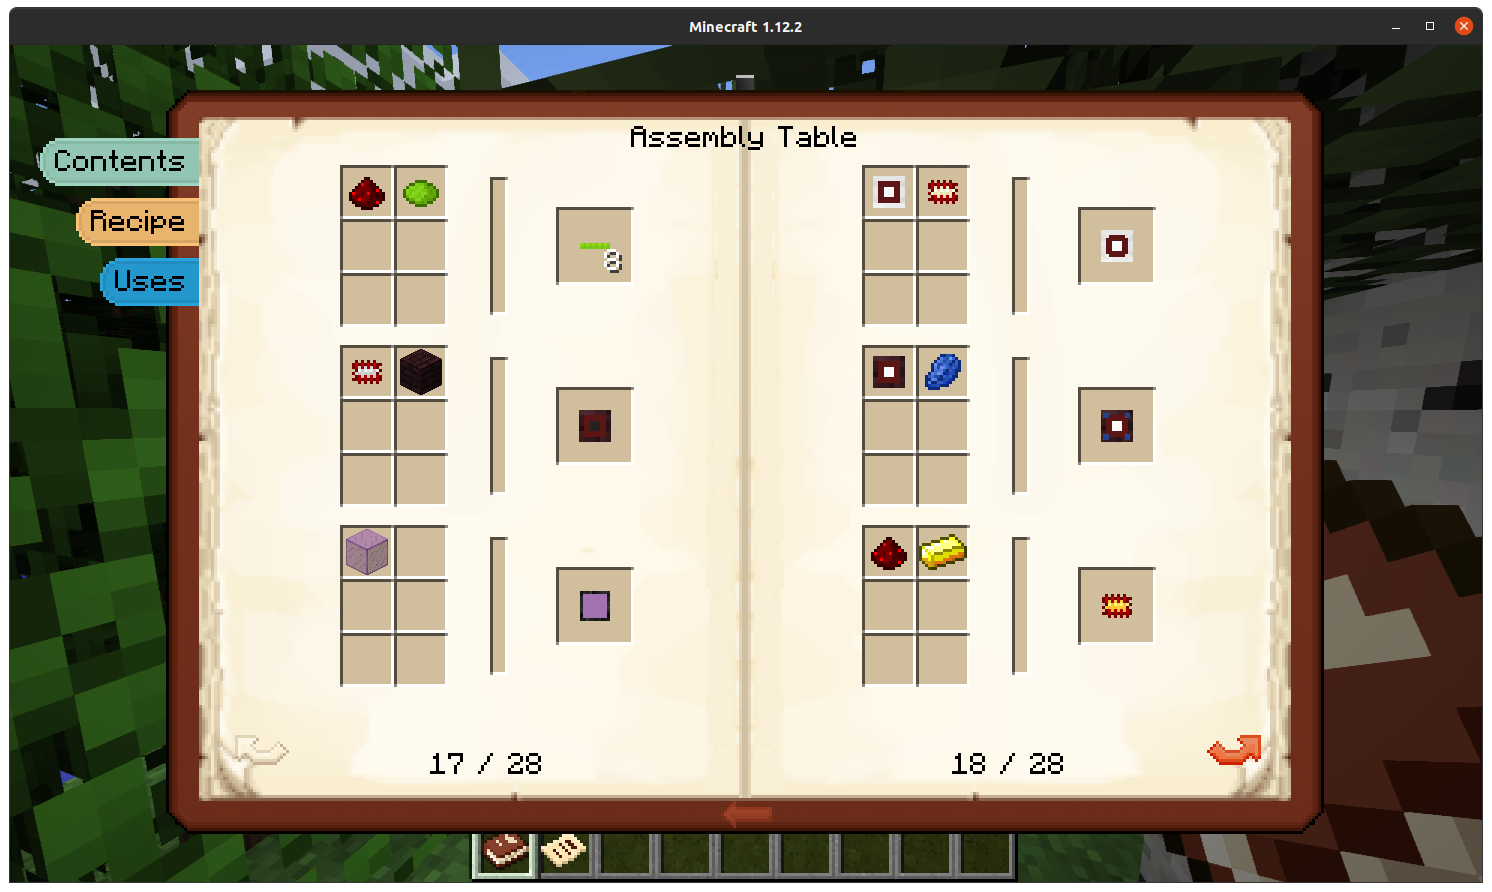 Minecraft 1.12.2
Assembly Table
Contents
Recipe
Uses
8
17 / 28
18 / 28